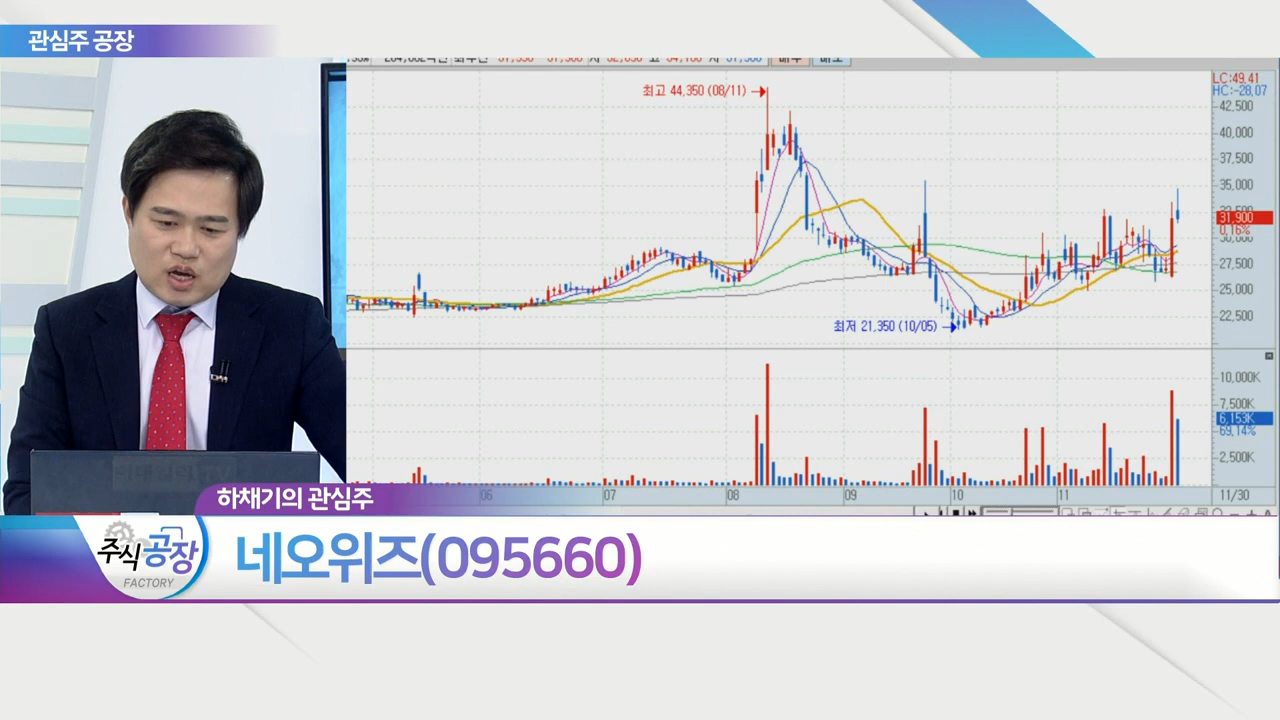 관심주 공장
최고 44,350 (08/11)
LC:49.41
HC:-28.07
42,500
40,000
37,500
35,000
31,900
0.16%
30,000
27,500
25,000
22,500
최저 21,350 (10/05)
10,000K
7,500K
6,153K
69.14%
2,500K
06
07
08
09
10
11
11/30
하채기의 관심주
주식공장
FACTORY
네오위즈(095660)